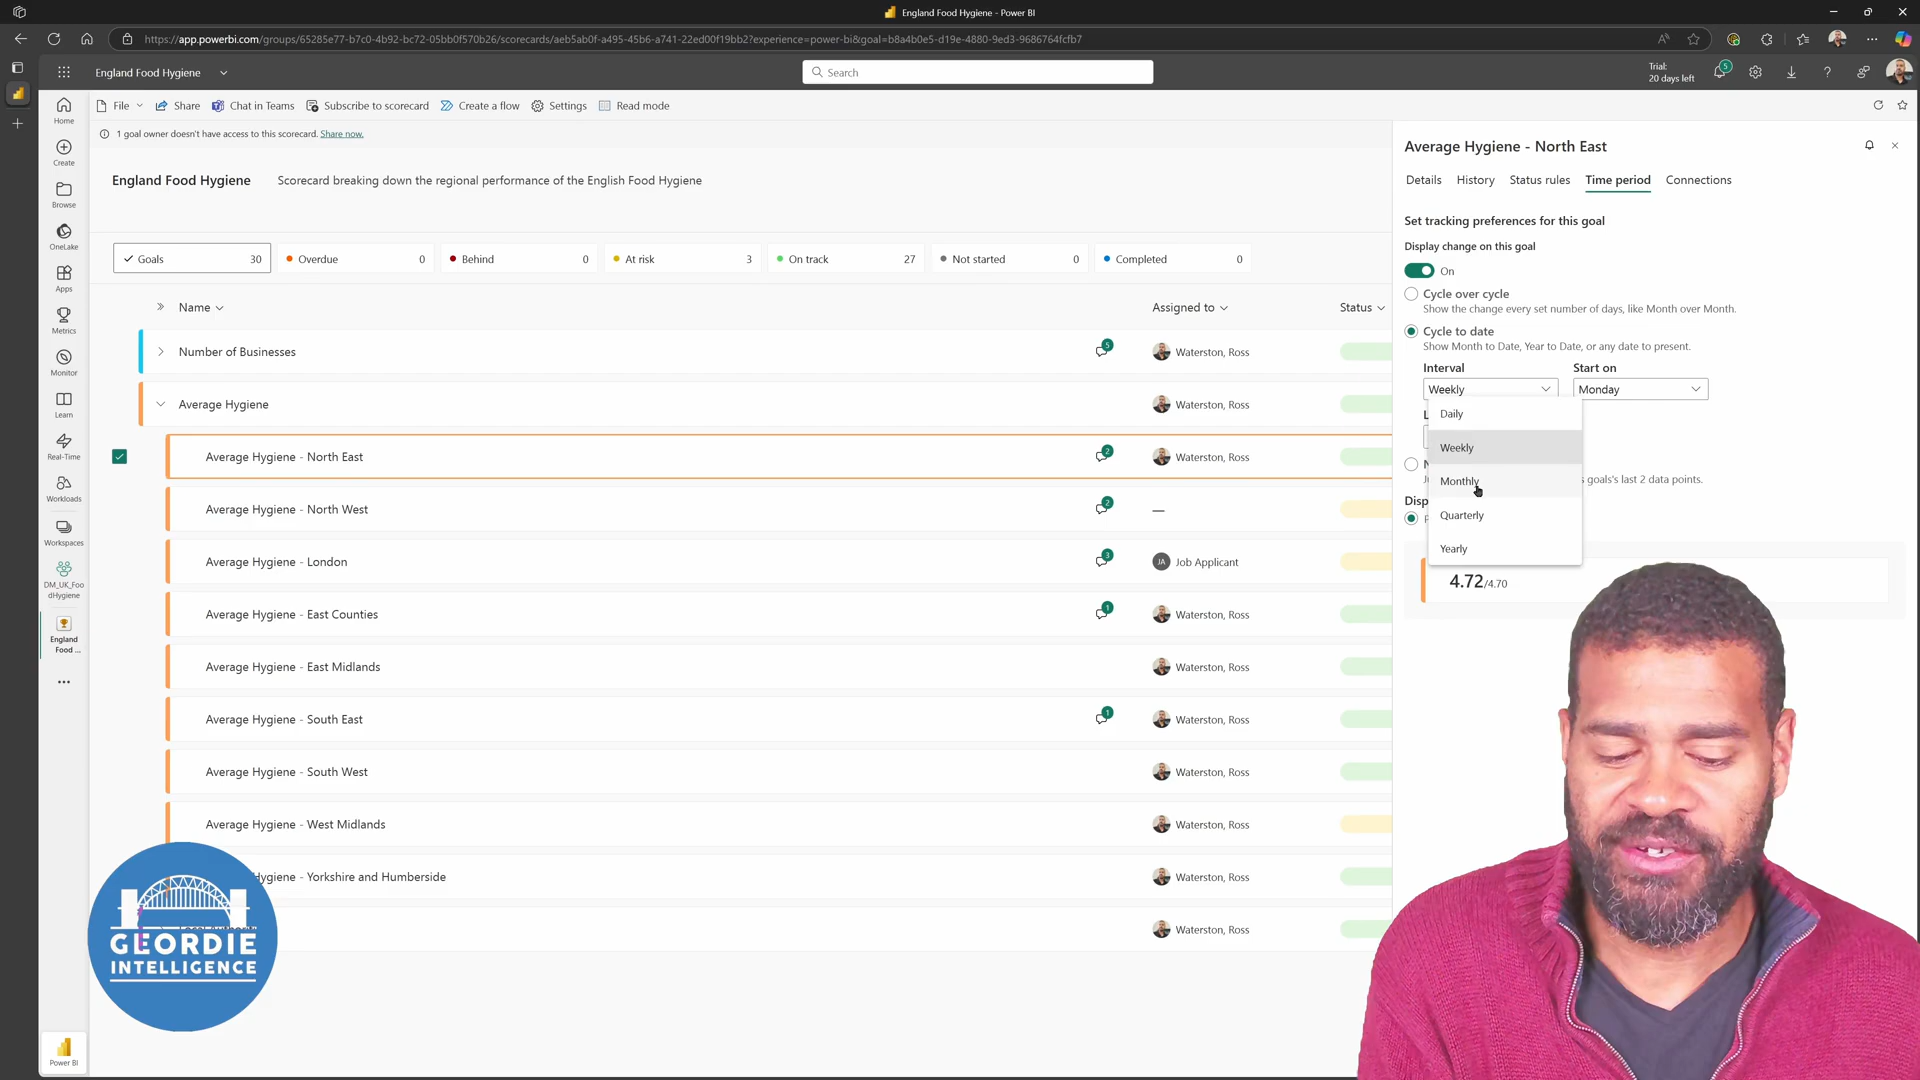 England Food Hygiene - Power BI
https://app.powerbi.com/groups/65285e77-b7c0-4b92-bc72-05bb0f570b26/scorecards/aeb5ab0f-a495-45b6-a741-22ed00f19bb2?experience=power-bi&goal=b8a4b0e5-d19e-4880-9ed3-9686764fcfb7
England Food Hygiene
Search
Trial:
20 days left
5
File
Share
Chat in Teams
Subscribe to scorecard
Create a flow
Settings
Read mode
1 goal owner doesn't have access to this scorecard. Share now.
Home
Create
Browse
OneLake
Apps
Metrics
Monitor
Learn
Real-Time
Workloads
Workspaces
DM_UK_Foo
dHygiene
England
Food ...
Power BI
England Food Hygiene
Scorecard breaking down the regional performance of the English Food Hygiene
Goals 30
Overdue 0
Behind 0
At risk 3
On track 27
Not started 0
Completed 0
Name
Assigned to
Status
Number of Businesses 5 Waterston, Ross
Average Hygiene Waterston, Ross
Average Hygiene - North East 2 Waterston, Ross
Average Hygiene - North West 2 —
Average Hygiene - London 3 JA Job Applicant
Average Hygiene - East Counties 1 Waterston, Ross
Average Hygiene - East Midlands Waterston, Ross
Average Hygiene - South East 1 Waterston, Ross
Average Hygiene - South West Waterston, Ross
Average Hygiene - West Midlands Waterston, Ross
Hygiene - Yorkshire and Humberside Waterston, Ross
Waterston, Ross
GEORDIE
INTELLIGENCE
Average Hygiene - North East
Details
History
Status rules
Time period
Connections
Set tracking preferences for this goal
Display change on this goal
On
Cycle over cycle
Show the change every set number of days, like Month over Month.
Cycle to date
Show Month to Date, Year to Date, or any date to present.
Interval
Start on
Weekly
Monday
Daily
Weekly
Monthly
Quarterly
Yearly
goals's last 2 data points.
4.72/4.70